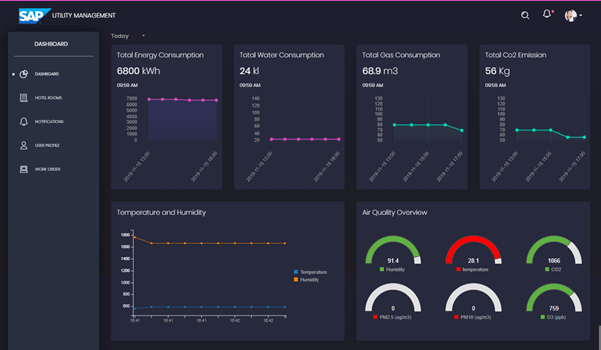 SAP UTILITY MANAGEMENT
DASHBOARD
DASHBOARD
HOTEL ROOMS
NOTIFICATIONS
USER PROFILE
WORK ORDER
Today
Total Energy Consumption
6800 kWh
09:59 AM
7000
6000
5000
4000
3000
2000
1000
0
2019-11-15 13:00
2019-11-15 18:00
Total Water Consumption
24 kl
09:59 AM
140
120
100
80
60
40
20
2019-11-15 13:00
2019-11-15 18:00
Total Gas Consumption
68.9 m3
09:59 AM
130
120
110
100
90
80
70
60
50
2019-11-15 13:00
2019-11-15 17:00
Total Co2 Emission
56 Kg
09:59 AM
130
120
110
100
90
80
70
60
50
2019-11-15 13:00
2019-11-15 17:00
Temperature and Humidity
1800
1600
1400
1200
1000
800
600
15:41
15:41
15:41
15:42
15:42
Temperature
Humidity
Air Quality Overview
91.4
Humidity
28.1
temperature
1066
CO2
0
PM2.5 (ug/m3)
0
PM10 (ug/m3)
759
O3 (ppb)